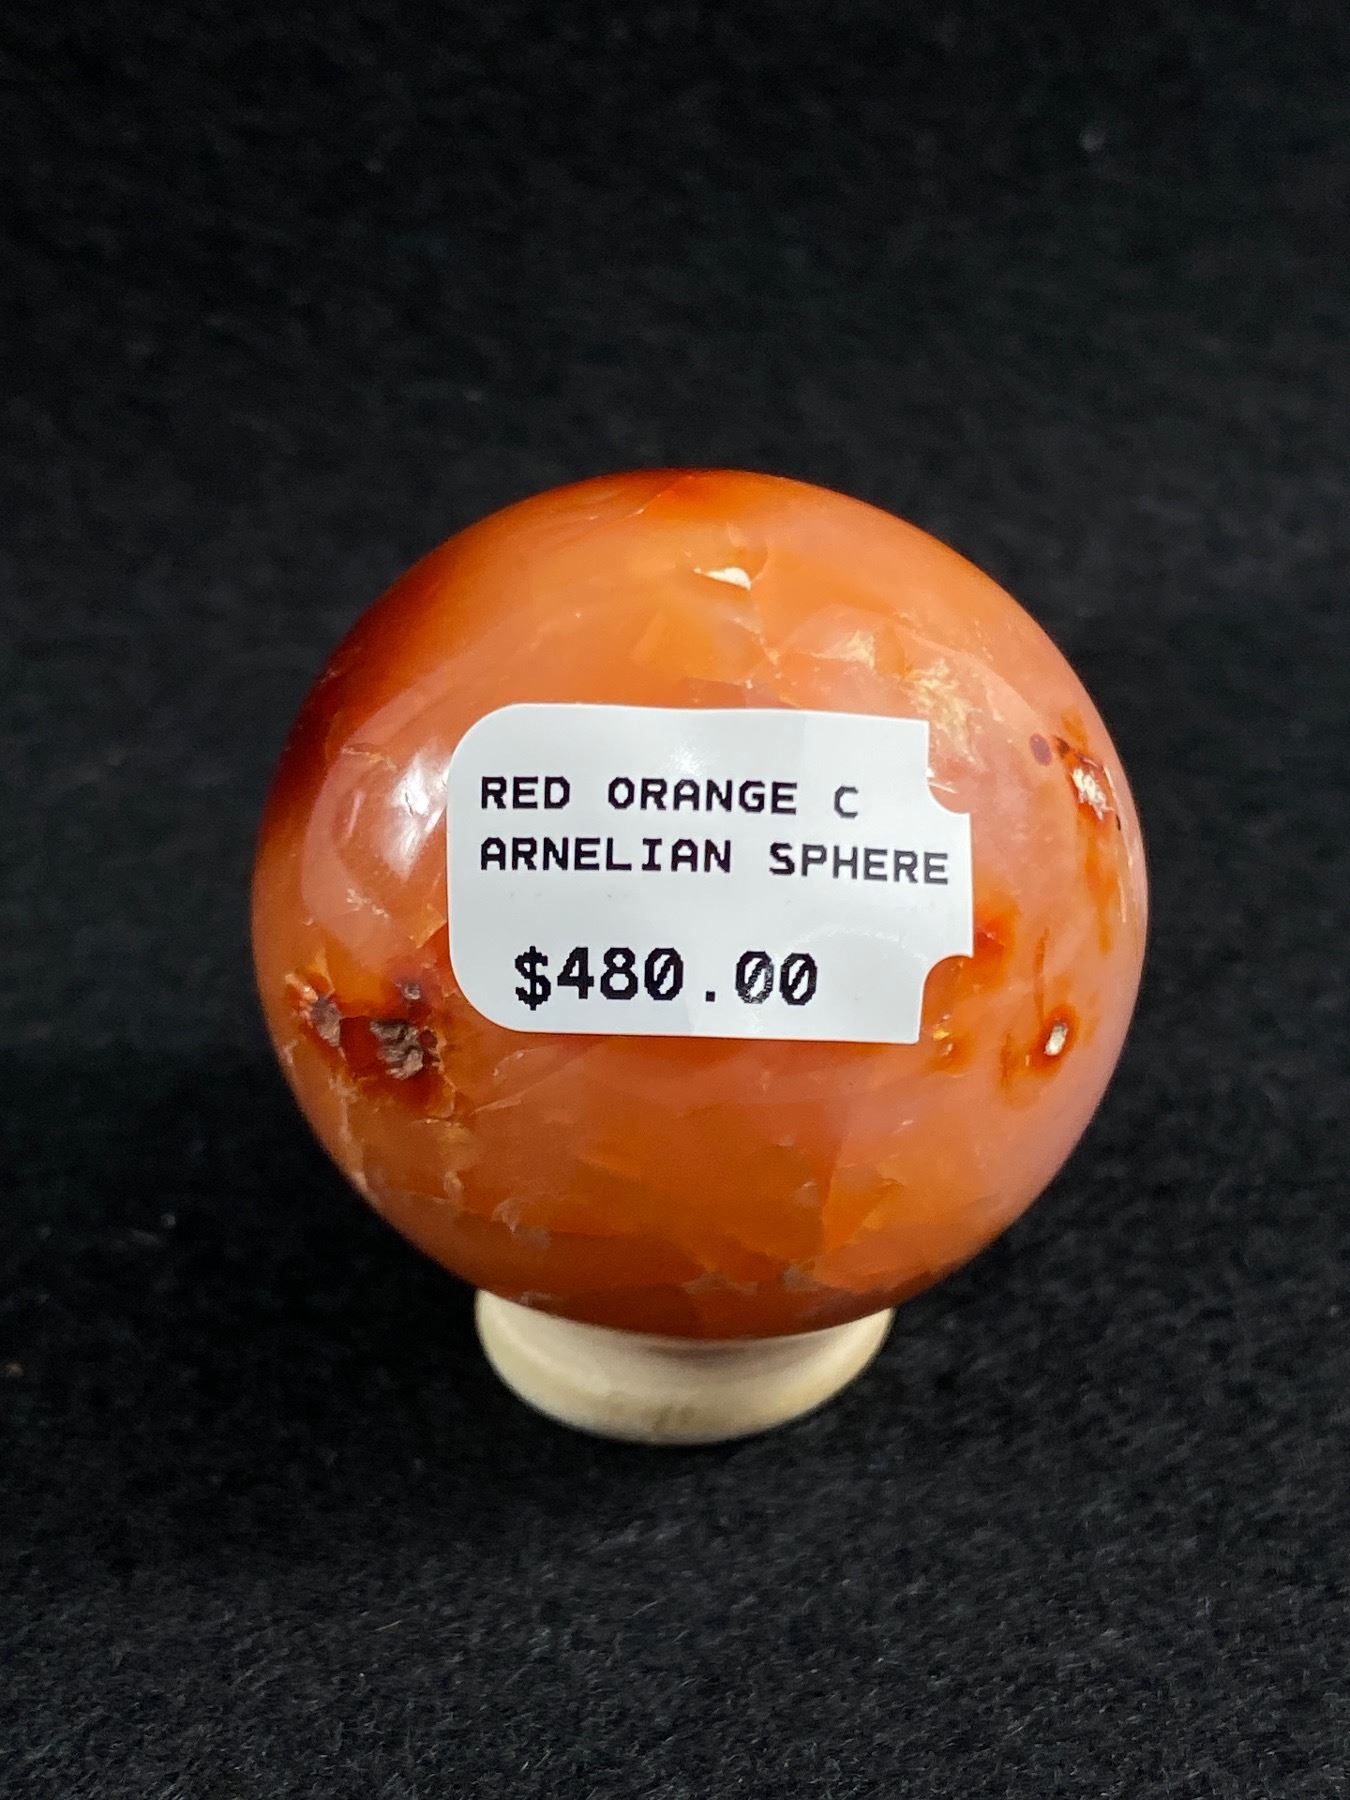 RED ORANGE C
ARNELIAN SPHERE
$480.00